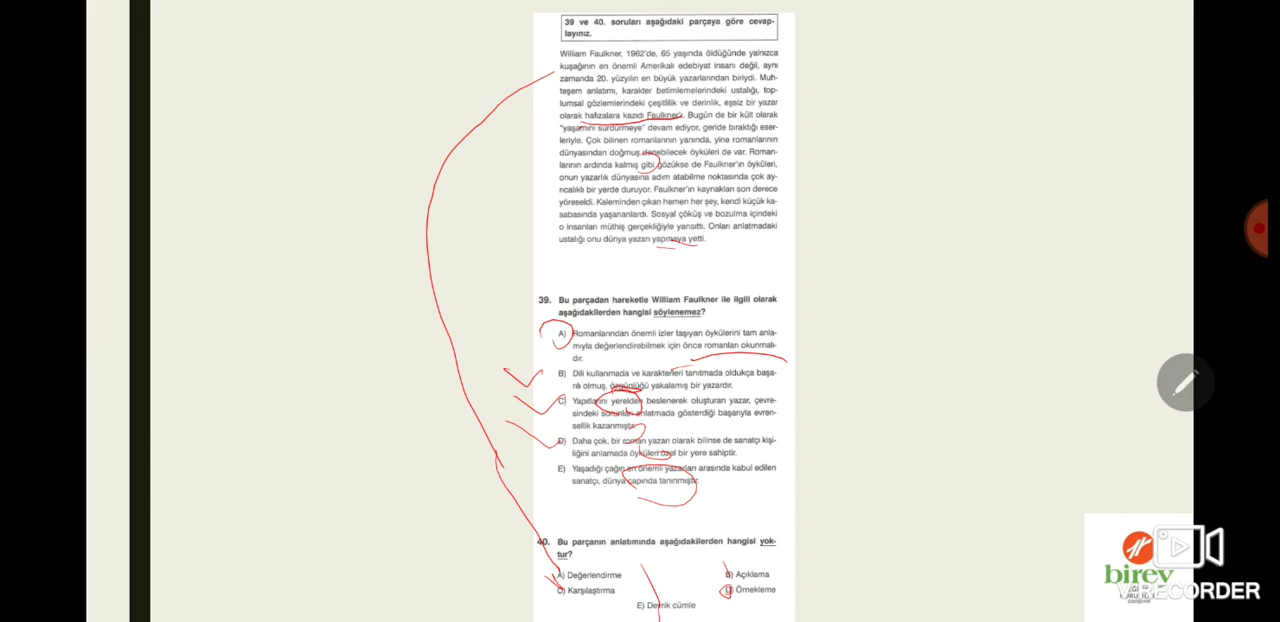 39 ve 40. soruları aşağıdaki parçaya göre cevap-
layınız.
William Faulkner, 1962'de, 65 yaşında öldüğünde yalnızca
kuşağının en önemli Amerikalı edebiyat insanı değil, aynı
zamanda 20. yüzyılın en büyük yazarlarından biriydi. Muh-
teşem anlatımı, karakter betimlemelerindeki ustalığı, top-
lumsal gözlemlerindeki çeşitlilik ve derinlik, eşsiz bir yazar
olarak hafızalara kazıdı Faulkner'ı. Bugün de bir kült olarak
"yaşamını sürdürmeye" devam ediyor, geride bıraktığı eser-
leriyle. Çok bilinen romanlarının yanında, yine romanlarının
dünyasından doğmuş denebilecek öyküleri de var. Roman-
larının ardında kalmış gibi gözükse de Faulkner'ın öyküleri,
onun yazarlık dünyasına adım atabilme noktasında çok ay-
rıcalıklı bir yerde duruyor. Faulkner'ın kaynakları son derece
yöreseldi. Kaleminden çıkan hemen her şey, kendi küçük ka-
sabasında yaşananlardı. Sosyal çöküş ve bozulma içindeki
o insanları müthiş gerçekliğiyle yansıttı. Onları anlatmadaki
ustalığı onu dünya yazarı yapmaya yetti.
39. Bu parçadan hareketle William Faulkner ile ilgili olarak
aşağıdakilerden hangisi söylenemez?
A) Romanlarından önemli izler taşıyan öykülerini tam anla-
mıyla değerlendirebilmek için önce romanları okunmalı-
dır.
B) Dili kullanmada ve karakterleri tanıtmada oldukça başa-
rılı olmuş, özgünlüğü yakalamış bir yazardır.
C) Yapıtlarını yerelden beslenerek oluşturan yazar, çevre-
sindeki sorunları anlatmada gösterdiği başarıyla evren-
sellik kazanmıştır.
D) Daha çok, bir roman yazarı olarak bilinse de sanatçı kişi-
liğini anlamada öyküleri özel bir yere sahiptir.
E) Yaşadığı çağın en önemli yazarları arasında kabul edilen
sanatçı, dünya çapında tanınmıştır.
40. Bu parçanın anlatımında aşağıdakilerden hangisi yok-
tur?
A) Değerlendirme B) Açıklama
C) Karşılaştırma D) Örnekleme
E) Devrik cümle
birev
RECORDER